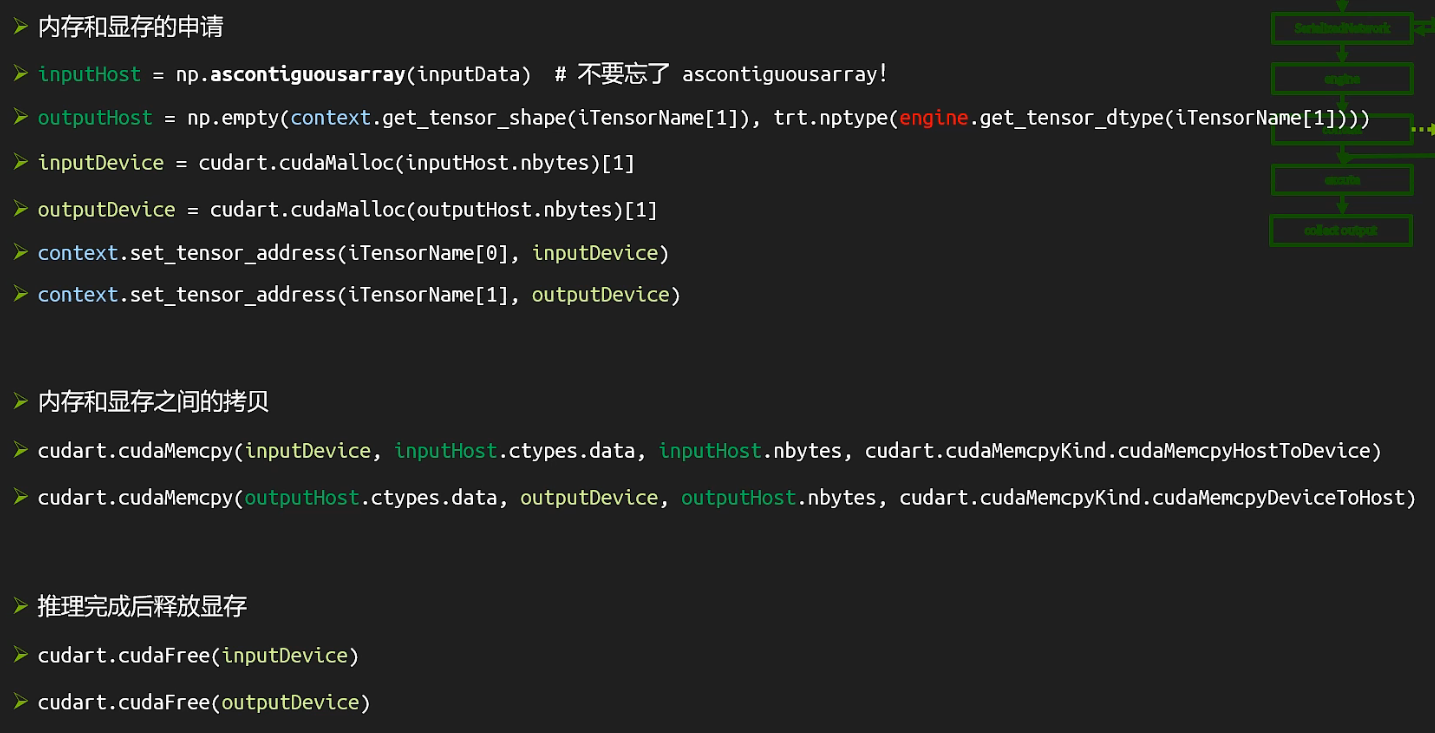 内存和显存的申请
inputHost = np.ascontiguousarray(inputData)  # 不要忘了 ascontiguousarray!
outputHost = np.empty(context.get_tensor_shape(iTensorName[1]), trt.nptype(engine.get_tensor_dtype(iTensorName[1])))
inputDevice = cudart.cudaMalloc(inputHost.nbytes)[1]
outputDevice = cudart.cudaMalloc(outputHost.nbytes)[1]
context.set_tensor_address(iTensorName[0], inputDevice)
context.set_tensor_address(iTensorName[1], outputDevice)
内存和显存之间的拷贝
cudart.cudaMemcpy(inputDevice, inputHost.ctypes.data, inputHost.nbytes, cudart.cudaMemcpyKind.cudaMemcpyHostToDevice)
cudart.cudaMemcpy(outputHost.ctypes.data, outputDevice, outputHost.nbytes, cudart.cudaMemcpyKind.cudaMemcpyDeviceToHost)
推理完成后释放显存
cudart.cudaFree(inputDevice)
cudart.cudaFree(outputDevice)
SerializedNetwork
engine
collect output